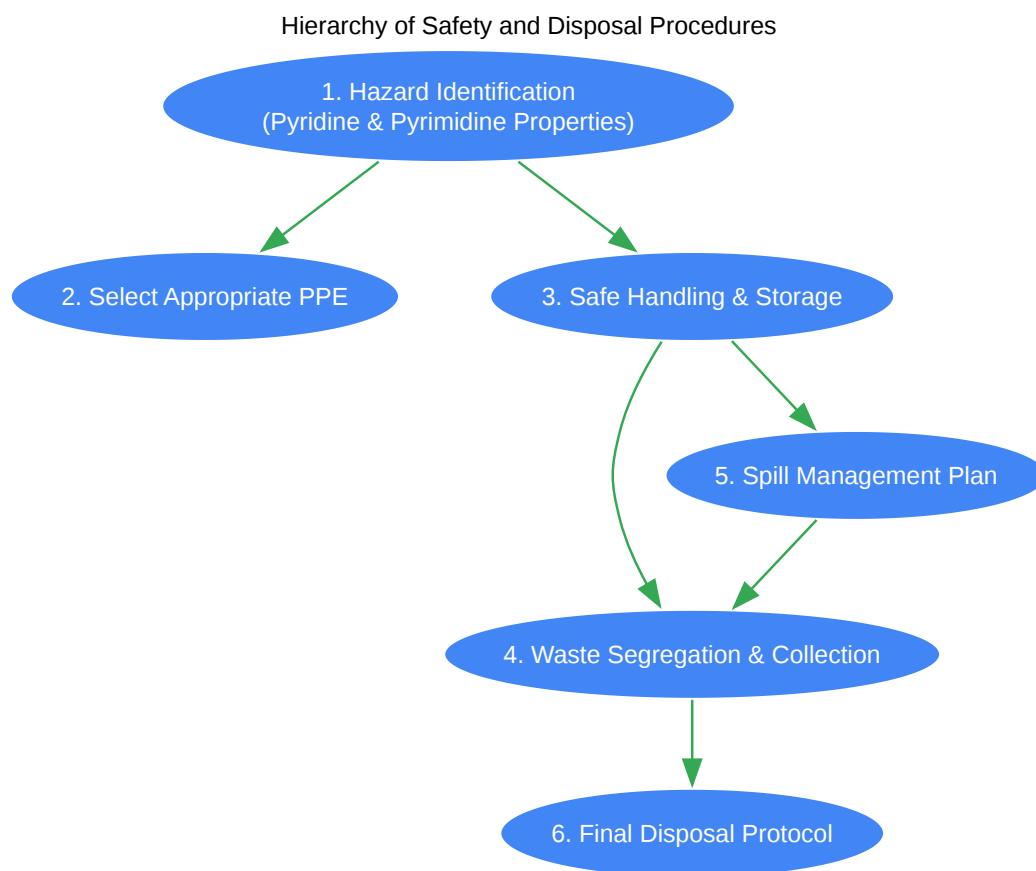 Hierarchy of Safety and Disposal Procedures
1. Hazard Identification
(Pyridine & Pyrimidine Properties)
2. Select Appropriate PPE
3. Safe Handling & Storage
5. Spill Management Plan
4. Waste Segregation & Collection
6. Final Disposal Protocol